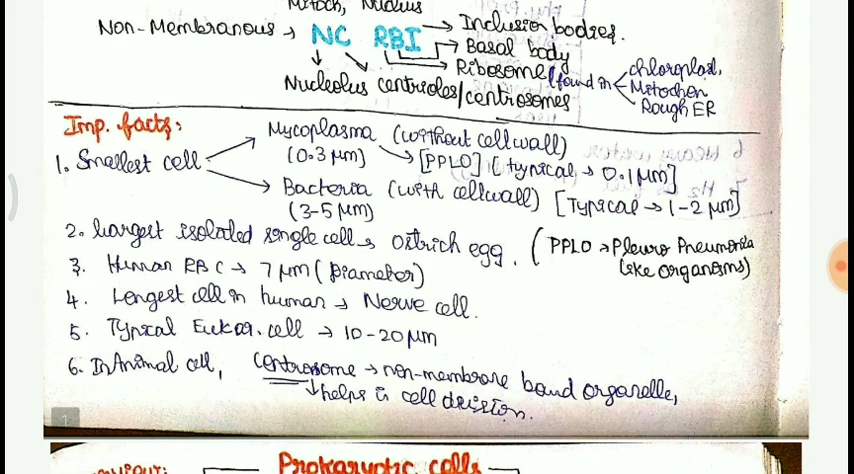 Mitoch, Nucleus
Non-Membranous → NC RBI → Inclusion bodies.
→ Basal body
→ Ribosome (found in < chloroplast,
Mitochon
Rough ER
Nucleolus centrioles/centrosomes
Imp. facts:
1. Smallest cell → Mycoplasma (without cellwall)
(0.3 μm) → [PPLO] [typical → 0.1 μm]
→ Bacteria (with cellwall) [Typical → 1-2 μm]
(3-5 μm)
2. Largest isolated single cell → ostrich egg. (PPLO → Pleuro Pneumonia
like organisms)
3. Human RBC → 7 μm (Diameter)
4. Longest cell in human → Nerve cell.
5. Typical Eukar. cell → 10-20 μm
6. In Animal cell, centrosome → non-membrane bound organelle,
↓ helps in cell division.
1
Prokaryotic cells